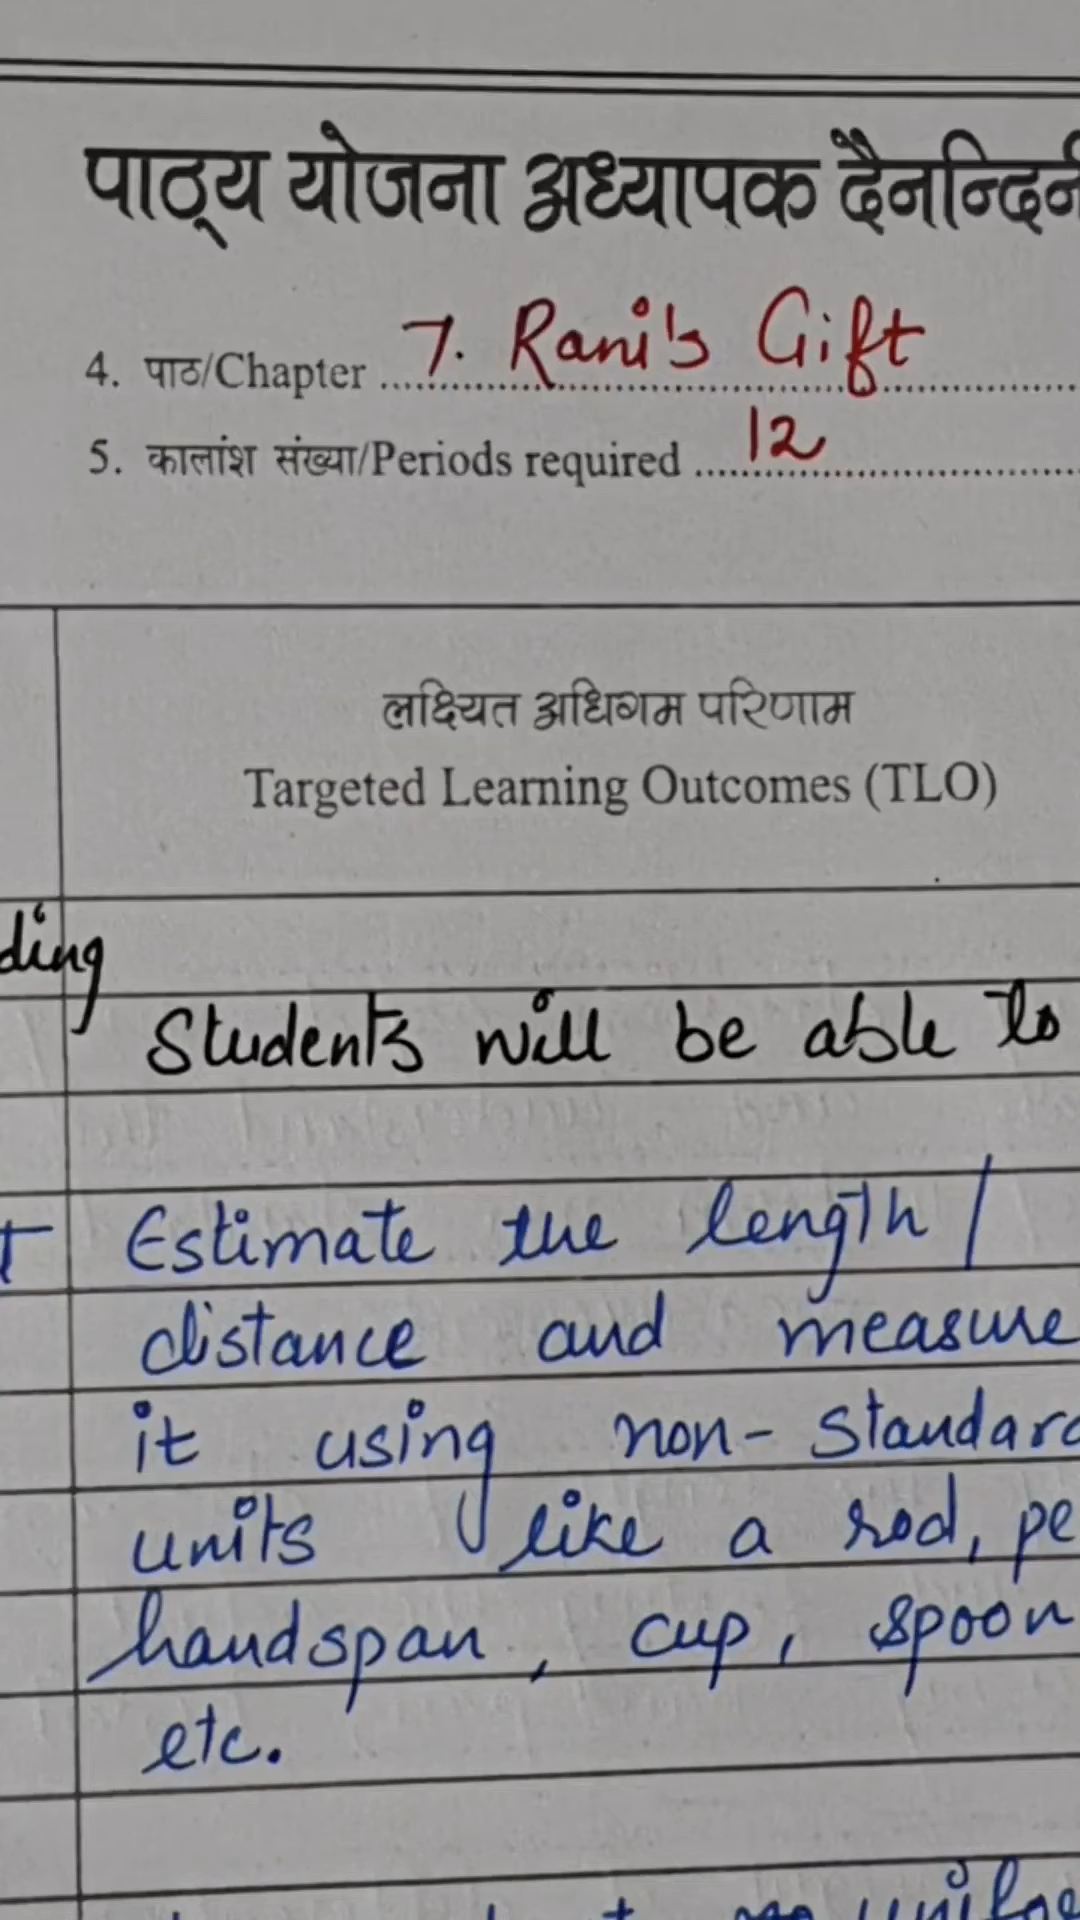 पाठ्य योजना अध्यापक दैनन्दिनी
4. पाठ/Chapter 7. Rani's Gift
5. कालांश संख्या/Periods required 12
लक्ष्यित अधिगम परिणाम
Targeted Learning Outcomes (TLO)
ding
Students will be able to
Estimate the length /
distance and measure
it using non-Standard
units like a rod, pe
handspan, cup, spoon
etc.